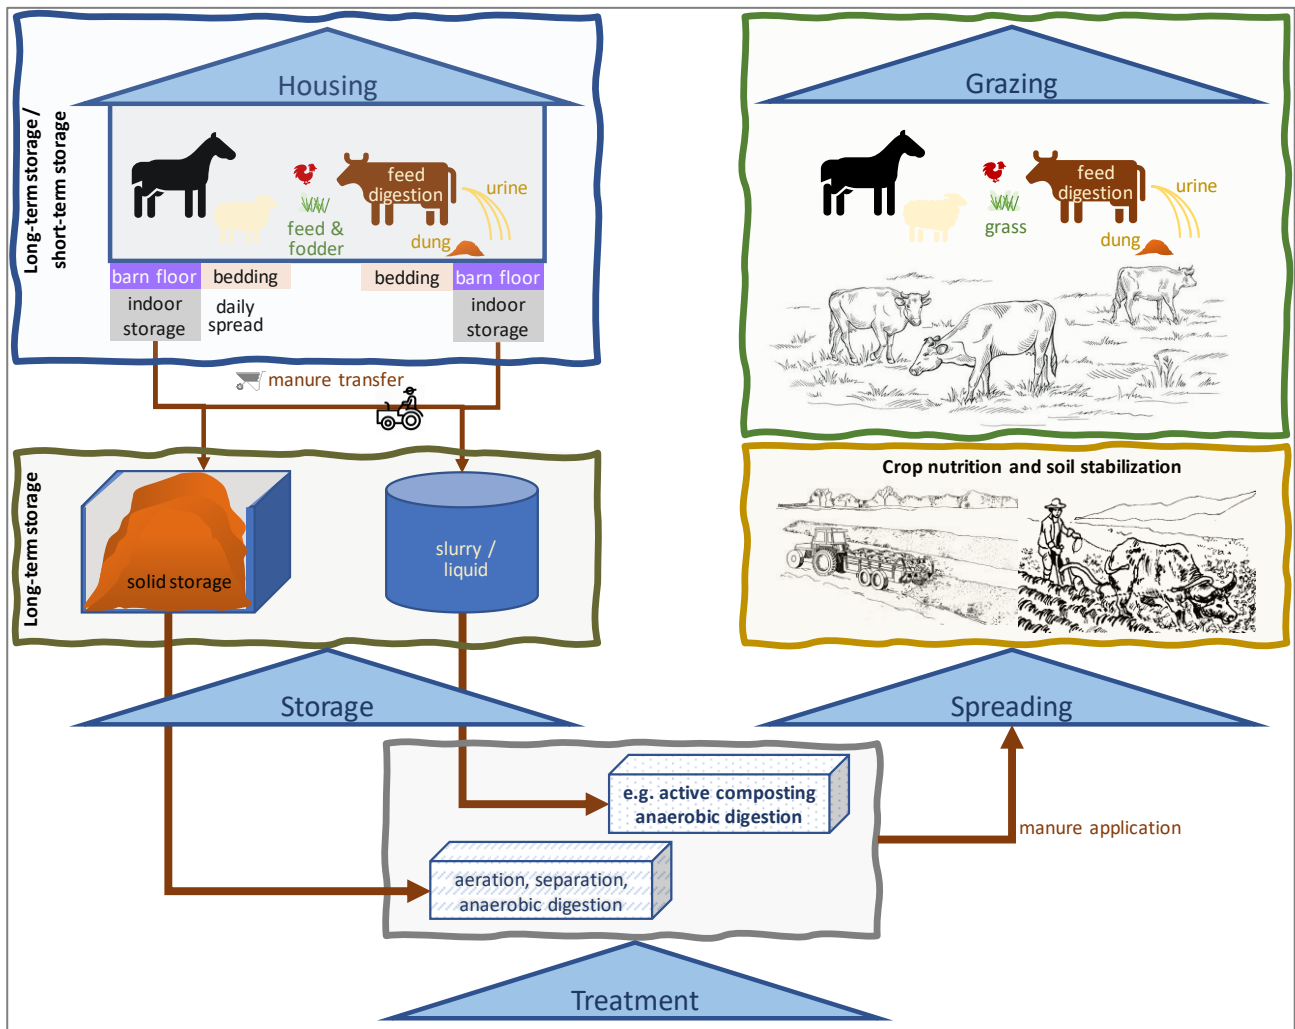 Housing
Long-term storage /
short-term storage
feed
digestion
urine
feed &
fodder
dung
barn floor
bedding
bedding
barn floor
indoor
storage
daily
spread
indoor
storage
manure transfer
Grazing
feed
digestion
urine
grass
dung
Long-term storage
solid storage
slurry /
liquid
Crop nutrition and soil stabilization
Storage
Spreading
e.g. active composting
anaerobic digestion
manure application
aeration, separation,
anaerobic digestion
Treatment